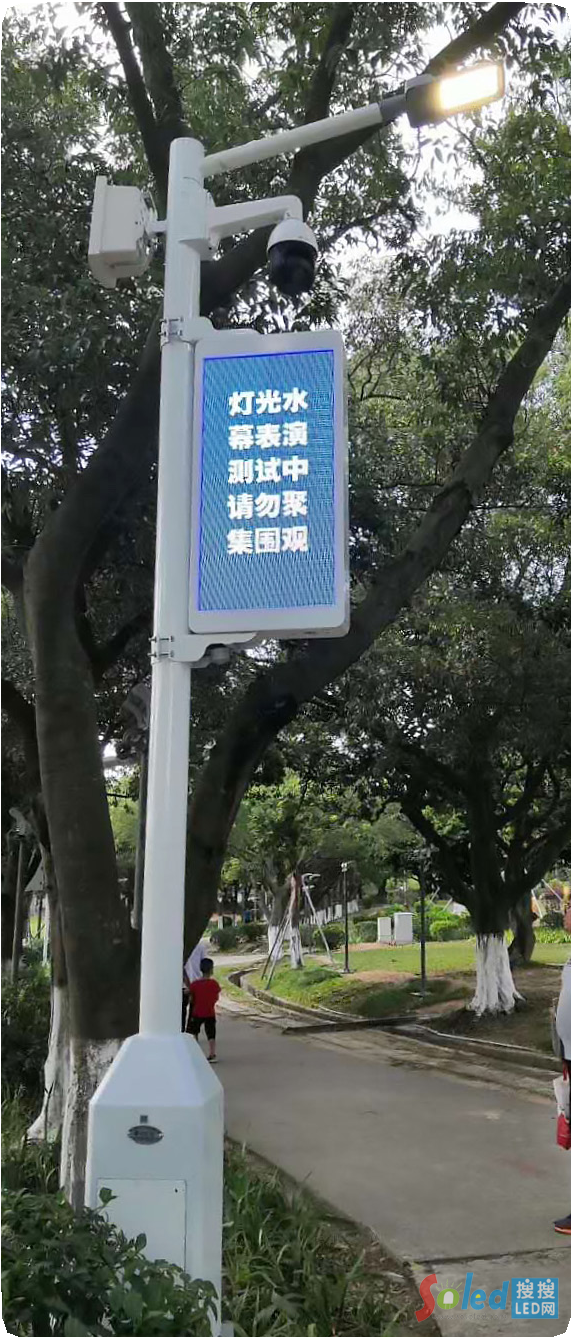 灯光水
幕表演
测试中
请勿聚
集围观
Soled 搜搜
LED网